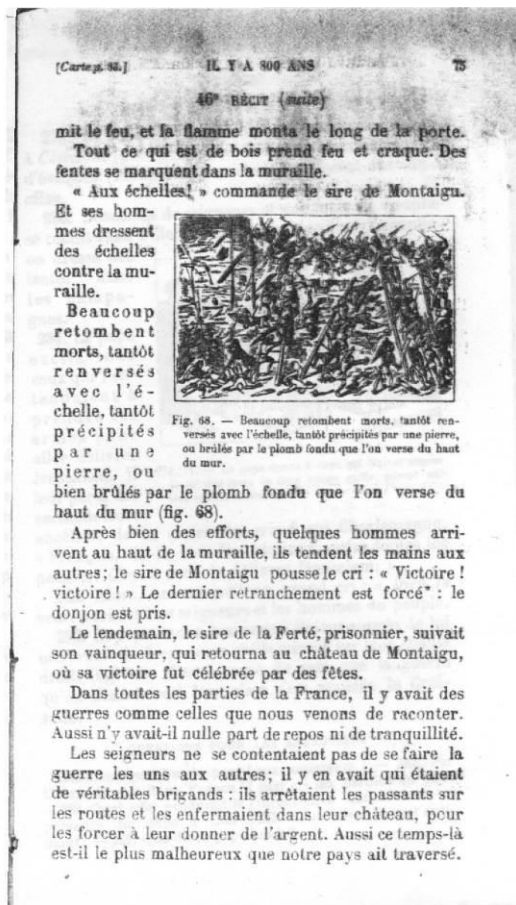 [Carte p. 82.] IL Y A 800 ANS 75
46e RÉCIT (suite)
mit le feu, et la flamme monta le long de la porte.
Tout ce qui est de bois prend feu et craque. Des
fentes se marquent dans la muraille.
« Aux échelles! » commande le sire de Montaigu.
Et ses hom-
mes dressent
des échelles
contre la mu-
raille.
Beaucoup
retombent
morts, tantôt
renversés
avec l'é-
chelle, tantôt
précipités
par une
pierre, ou
Fig. 68. — Beaucoup retombent morts, tantôt ren-
versés avec l'échelle, tantôt précipités par une pierre,
ou brûlés par le plomb fondu que l'on verse du haut
du mur.
bien brûlés par le plomb fondu que l'on verse du
haut du mur (fig. 68).
Après bien des efforts, quelques hommes arri-
vent au haut de la muraille, ils tendent les mains aux
autres; le sire de Montaigu pousse le cri : « Victoire !
victoire ! » Le dernier retranchement est forcé* : le
donjon est pris.
Le lendemain, le sire de la Ferté, prisonnier, suivait
son vainqueur, qui retourna au château de Montaigu,
où sa victoire fut célébrée par des fêtes.
Dans toutes les parties de la France, il y avait des
guerres comme celles que nous venons de raconter.
Aussi n'y avait-il nulle part de repos ni de tranquillité.
Les seigneurs ne se contentaient pas de se faire la
guerre les uns aux autres; il y en avait qui étaient
de véritables brigands : ils arrêtaient les passants sur
les routes et les enfermaient dans leur château, pour
les forcer à leur donner de l'argent. Aussi ce temps-là
est-il le plus malheureux que notre pays ait traversé.